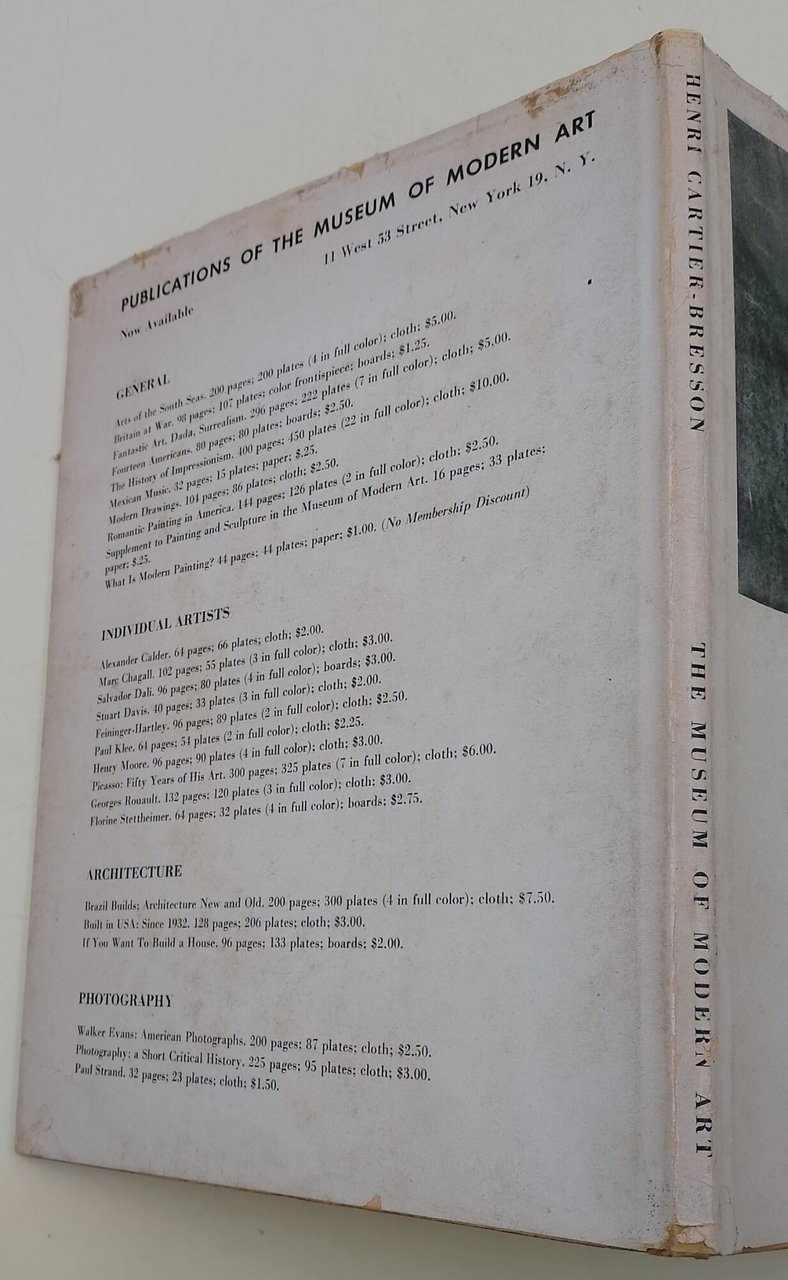 PUBLICATIONS OF THE MUSEUM OF MODERN ART
11 West 53 Street, New York 19, N. Y.
Now Available
GENERAL
Arts of the South Seas. 200 pages; 200 plates (4 in full color); cloth; $5.00.
Britain at War. 98 pages; 107 plates; color frontispiece; boards; $1.25.
Fantastic Art, Dada, Surrealism. 296 pages; 222 plates (7 in full color); cloth; $5.00.
Fourteen Americans. 80 pages; 80 plates; boards; $2.50.
The History of Impressionism. 400 pages; 450 plates (22 in full color); cloth; $10.00.
Mexican Music. 32 pages; 15 plates; paper; $.25.
Modern Drawings. 104 pages; 86 plates; cloth; $2.50.
Romantic Painting in America. 144 pages; 126 plates (2 in full color); cloth; $2.50.
Supplement to Painting and Sculpture in the Museum of Modern Art. 16 pages; 33 plates;
paper; $.25.
What Is Modern Painting? 44 pages; 44 plates; paper; $1.00. (No Membership Discount)
INDIVIDUAL ARTISTS
Alexander Calder. 64 pages; 66 plates; cloth; $2.00.
Marc Chagall. 102 pages; 55 plates (3 in full color); cloth; $3.00.
Salvador Dali. 96 pages; 80 plates (4 in full color); boards; $3.00.
Stuart Davis. 40 pages; 33 plates (3 in full color); cloth; $2.00.
Feininger-Hartley. 96 pages; 89 plates (2 in full color); cloth; $2.50.
Paul Klee. 64 pages; 54 plates (2 in full color); cloth; $2.25.
Henry Moore. 96 pages; 90 plates (4 in full color); cloth; $3.00.
Picasso: Fifty Years of His Art. 300 pages; 325 plates (7 in full color); cloth; $6.00.
Georges Rouault. 132 pages; 120 plates (3 in full color); cloth; $3.00.
Florine Stettheimer. 64 pages; 32 plates (4 in full color); boards; $2.75.
ARCHITECTURE
Brazil Builds; Architecture New and Old. 200 pages; 300 plates (4 in full color); cloth; $7.50.
Built in USA: Since 1932. 128 pages; 206 plates; cloth; $3.00.
If You Want To Build a House. 96 pages; 133 plates; boards; $2.00.
PHOTOGRAPHY
Walker Evans: American Photographs. 200 pages; 87 plates; cloth; $2.50.
Photography: a Short Critical History. 225 pages; 95 plates; cloth; $3.00.
Paul Strand. 32 pages; 23 plates; cloth; $1.50.
HENRI CARTIER-BRESSON
THE MUSEUM OF MODERN ART